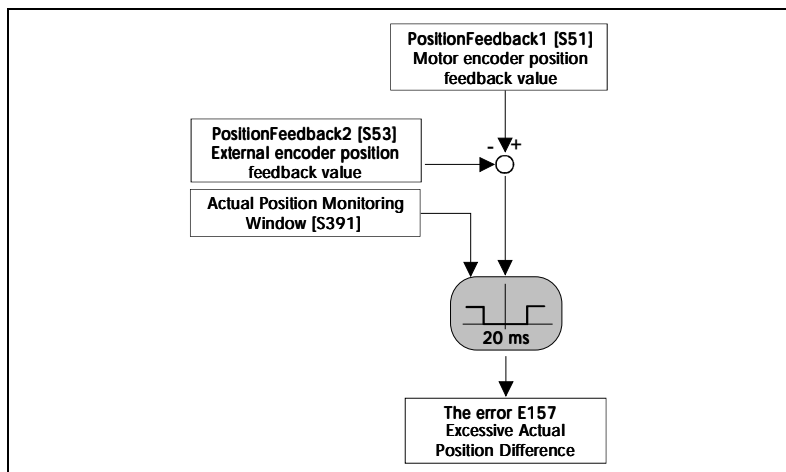 PositionFeedback1 [S51]
Motor encoder position
feedback value
- +
PositionFeedback2 [S53]
External encoder position
feedback value
Actual Position Monitoring
Window [S391]
20 ms
The error E157
Excessive Actual
Position Difference